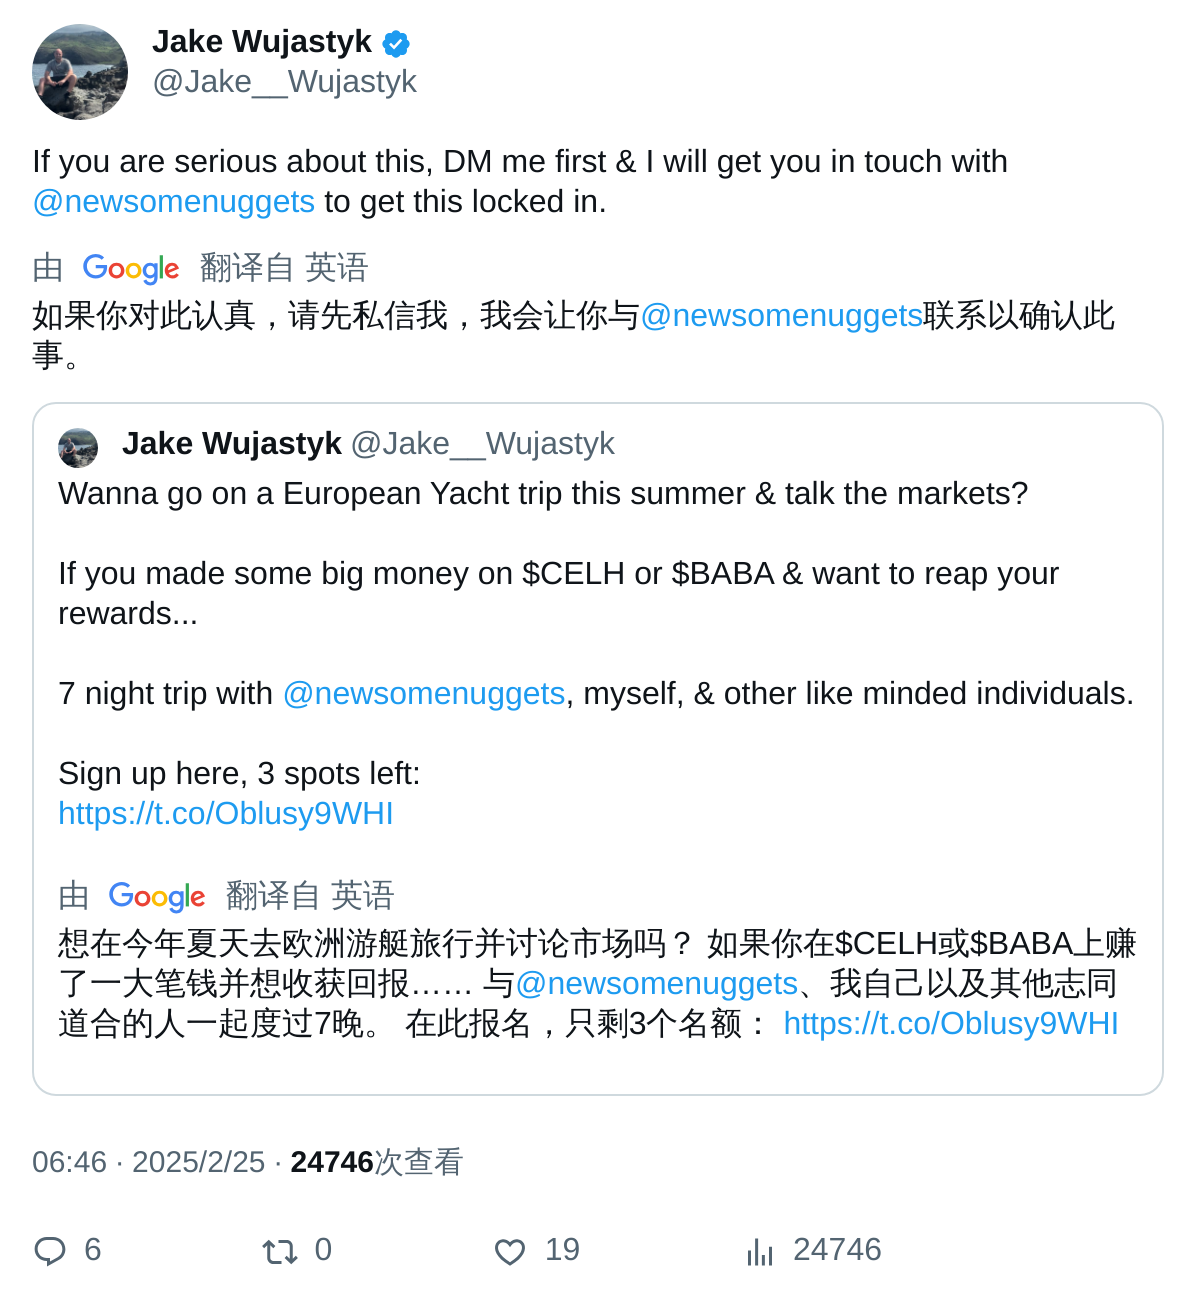 Jake Wujastyk
@Jake__Wujastyk
If you are serious about this, DM me first & I will get you in touch with
@newsomenuggets to get this locked in.
由 Google 翻译自 英语
如果你对此认真，请先私信我，我会让你与@newsomenuggets联系以确认此
事。
Jake Wujastyk @Jake__Wujastyk
Wanna go on a European Yacht trip this summer & talk the markets?
If you made some big money on $CELH or $BABA & want to reap your
rewards...
7 night trip with @newsomenuggets, myself, & other like minded individuals.
Sign up here, 3 spots left:
https://t.co/Oblusy9WHI
由 Google 翻译自 英语
想在今年夏天去欧洲游艇旅行并讨论市场吗？ 如果你在$CELH或$BABA上赚
了一大笔钱并想收获回报…… 与@newsomenuggets、我自己以及其他志同
道合的人一起度过7晚。 在此报名，只剩3个名额： https://t.co/Oblusy9WHI
06:46 · 2025/2/25 · 24746次查看
6 0 19 24746